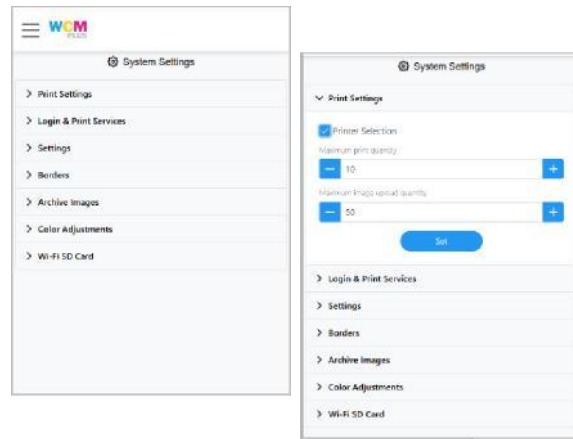 WCM
PLUS
System Settings
Print Settings
Login & Print Services
Settings
Borders
Archive Images
Color Adjustments
Wi-Fi SD Card
System Settings
Print Settings
Printer Selection
Maximum print quantity
10
Maximum image upload quantity
50
Set
Login & Print Services
Settings
Borders
Archive Images
Color Adjustments
Wi-Fi SD Card